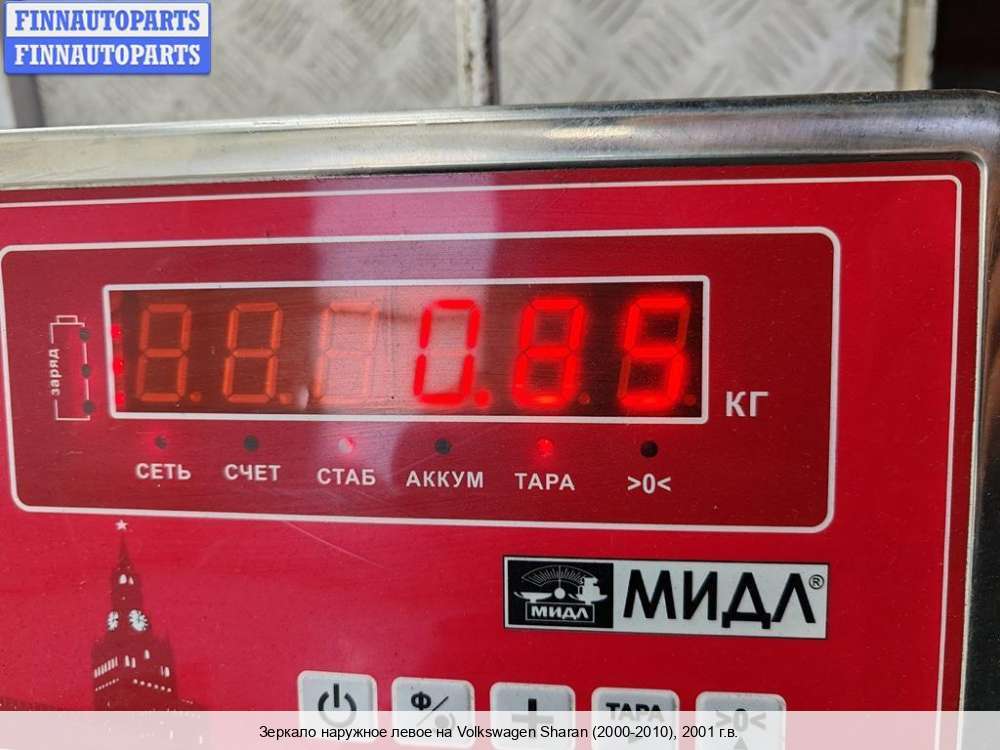 FINNAUTOPARTS
FINNAUTOPARTS
заряд
0.85
КГ
СЕТЬ СЧЕТ СТАБ АККУМ ТАРА >0<
МИДЛ
МИДЛ®
Ф
ТАРА >0<
Зеркало наружное левое на Volkswagen Sharan (2000-2010), 2001 г.в.